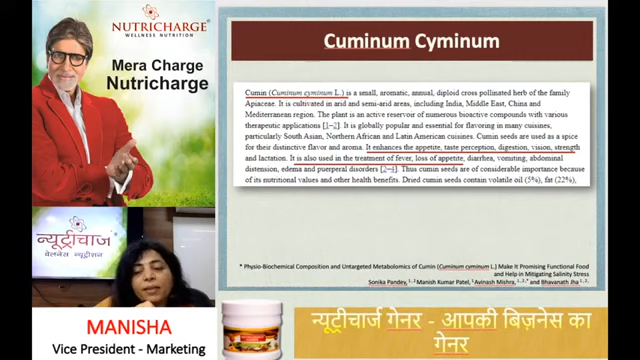 NUTRICHARGE
WELLNESS NUTRITION
Mera Charge
Nutricharge
न्यूट्रीचार्ज
वेलनेस न्यूट्रीशन
MANISHA
Vice President - Marketing
Cuminum Cyminum
Cumin (Cuminum cyminum L.) is a small, aromatic, annual, diploid cross pollinated herb of the family
Apiaceae. It is cultivated in arid and semi-arid areas, including India, Middle East, China and
Mediterranean region. The plant is an active reservoir of numerous bioactive compounds with various
therapeutic applications [1–2]. It is globally popular and essential for flavoring in many cuisines,
particularly South Asian, Northern African and Latin American cuisines. Cumin seeds are used as a spice
for their distinctive flavor and aroma. It enhances the appetite, taste perception, digestion, vision, strength
and lactation. It is also used in the treatment of fever, loss of appetite, diarrhea, vomiting, abdominal
distension, edema and puerperal disorders [2–4]. Thus cumin seeds are of considerable importance because
of its nutritional values and other health benefits. Dried cumin seeds contain volatile oil (5%), fat (22%),
* Physio-Biochemical Composition and Untargeted Metabolomics of Cumin (Cuminum cyminum L.) Make It Promising Functional Food
and Help in Mitigating Salinity Stress
Sonika Pandey, Manish Kumar Patel, Avinash Mishra, and Bhavanath Jha
न्यूट्रीचार्ज गेनर - आपकी बिज़नेस का
गेनर